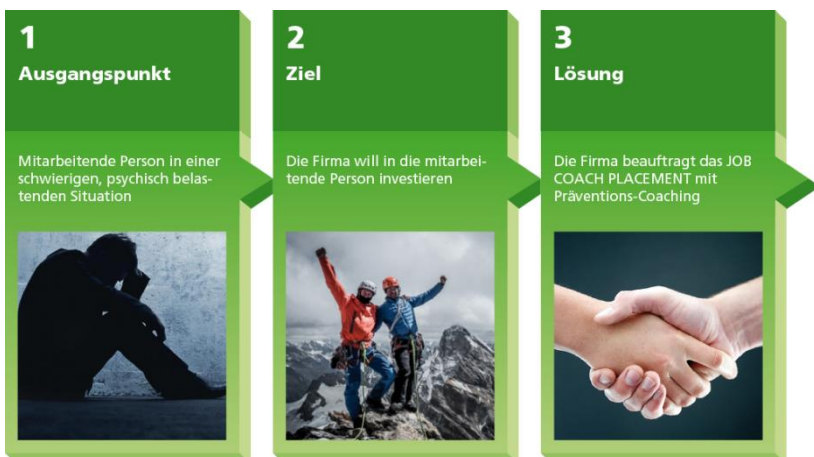 1
Ausgangspunkt
Mitarbeitende Person in einer
schwierigen, psychisch belas-
tenden Situation
2
Ziel
Die Firma will in die mitarbei-
tende Person investieren
3
Lösung
Die Firma beauftragt das JOB
COACH PLACEMENT mit
Präventions-Coaching